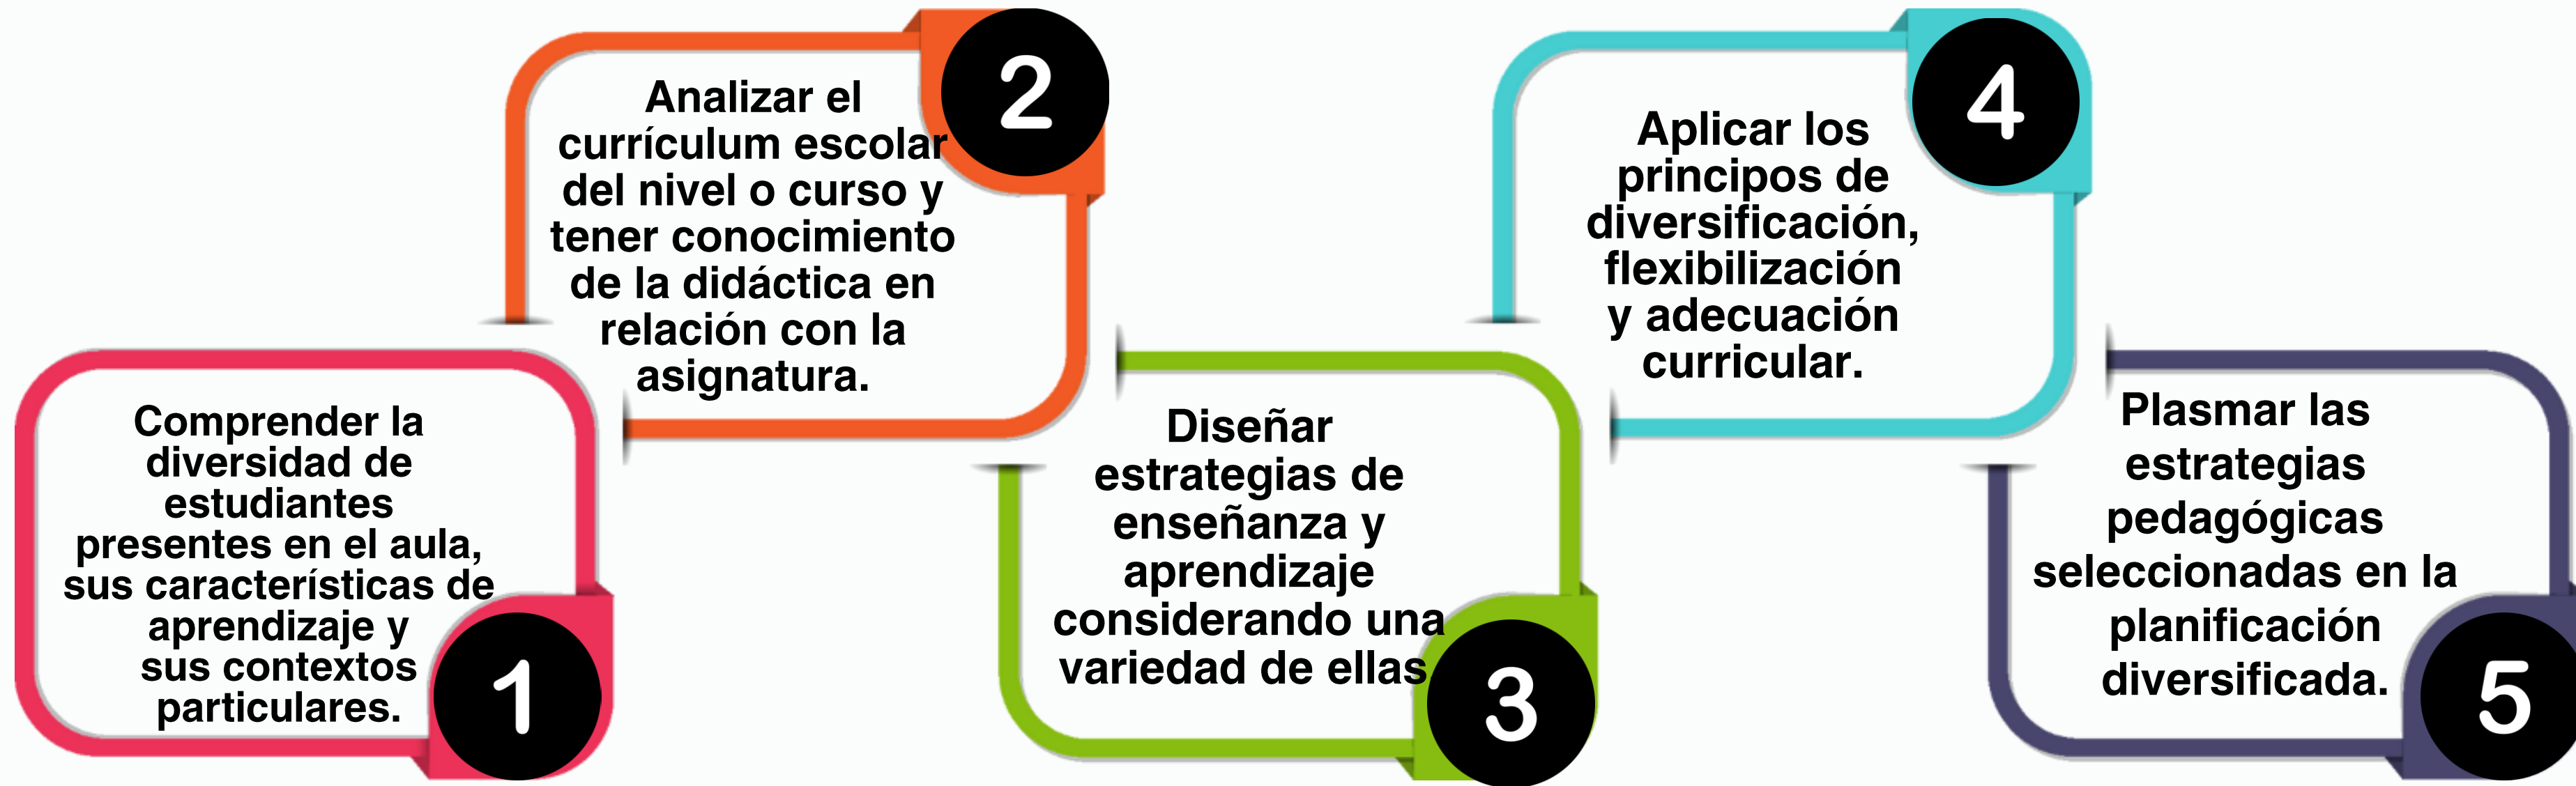 Comprender la
diversidad de
estudiantes
presentes en el aula,
sus características de
aprendizaje y
sus contextos
particulares.
1
Analizar el
currículum escolar
del nivel o curso y
tener conocimiento
de la didáctica en
relación con la
asignatura.
2
Diseñar
estrategias de
enseñanza y
aprendizaje
considerando una
variedad de ellas
3
Aplicar los
principos de
diversificación,
flexibilización
y adecuación
curricular.
4
Plasmar las
estrategias
pedagógicas
seleccionadas en la
planificación
diversificada.
5